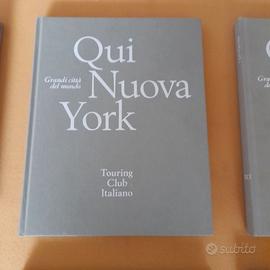 Qui
Grandi città
del mondo
Nuova
York
Touring
Club
Italiano
subito